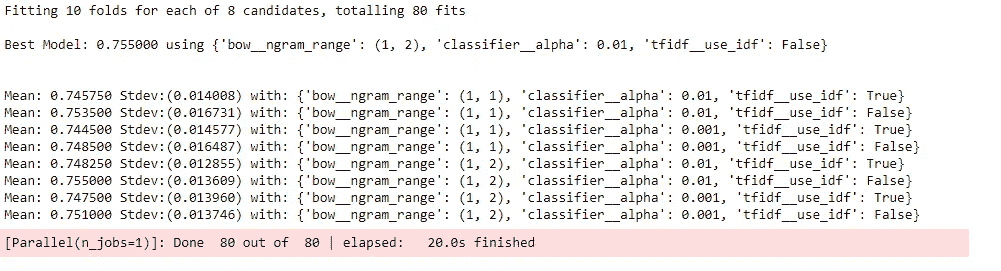 Fitting 10 folds for each of 8 candidates, totalling 80 fits
Best Model: 0.755000 using {'bow__ngram_range': (1, 2), 'classifier__alpha': 0.01, 'tfidf__use_idf': False}
Mean: 0.745750 Stdev:(0.014008) with: {'bow__ngram_range': (1, 1), 'classifier__alpha': 0.01, 'tfidf__use_idf': True}
Mean: 0.753500 Stdev:(0.016731) with: {'bow__ngram_range': (1, 1), 'classifier__alpha': 0.01, 'tfidf__use_idf': False}
Mean: 0.744500 Stdev:(0.014577) with: {'bow__ngram_range': (1, 1), 'classifier__alpha': 0.001, 'tfidf__use_idf': True}
Mean: 0.748500 Stdev:(0.016487) with: {'bow__ngram_range': (1, 1), 'classifier__alpha': 0.001, 'tfidf__use_idf': False}
Mean: 0.748250 Stdev:(0.012855) with: {'bow__ngram_range': (1, 2), 'classifier__alpha': 0.01, 'tfidf__use_idf': True}
Mean: 0.755000 Stdev:(0.013609) with: {'bow__ngram_range': (1, 2), 'classifier__alpha': 0.01, 'tfidf__use_idf': False}
Mean: 0.747500 Stdev:(0.013960) with: {'bow__ngram_range': (1, 2), 'classifier__alpha': 0.001, 'tfidf__use_idf': True}
Mean: 0.751000 Stdev:(0.013746) with: {'bow__ngram_range': (1, 2), 'classifier__alpha': 0.001, 'tfidf__use_idf': False}
[Parallel(n_jobs=1)]: Done  80 out of  80 | elapsed:   20.0s finished